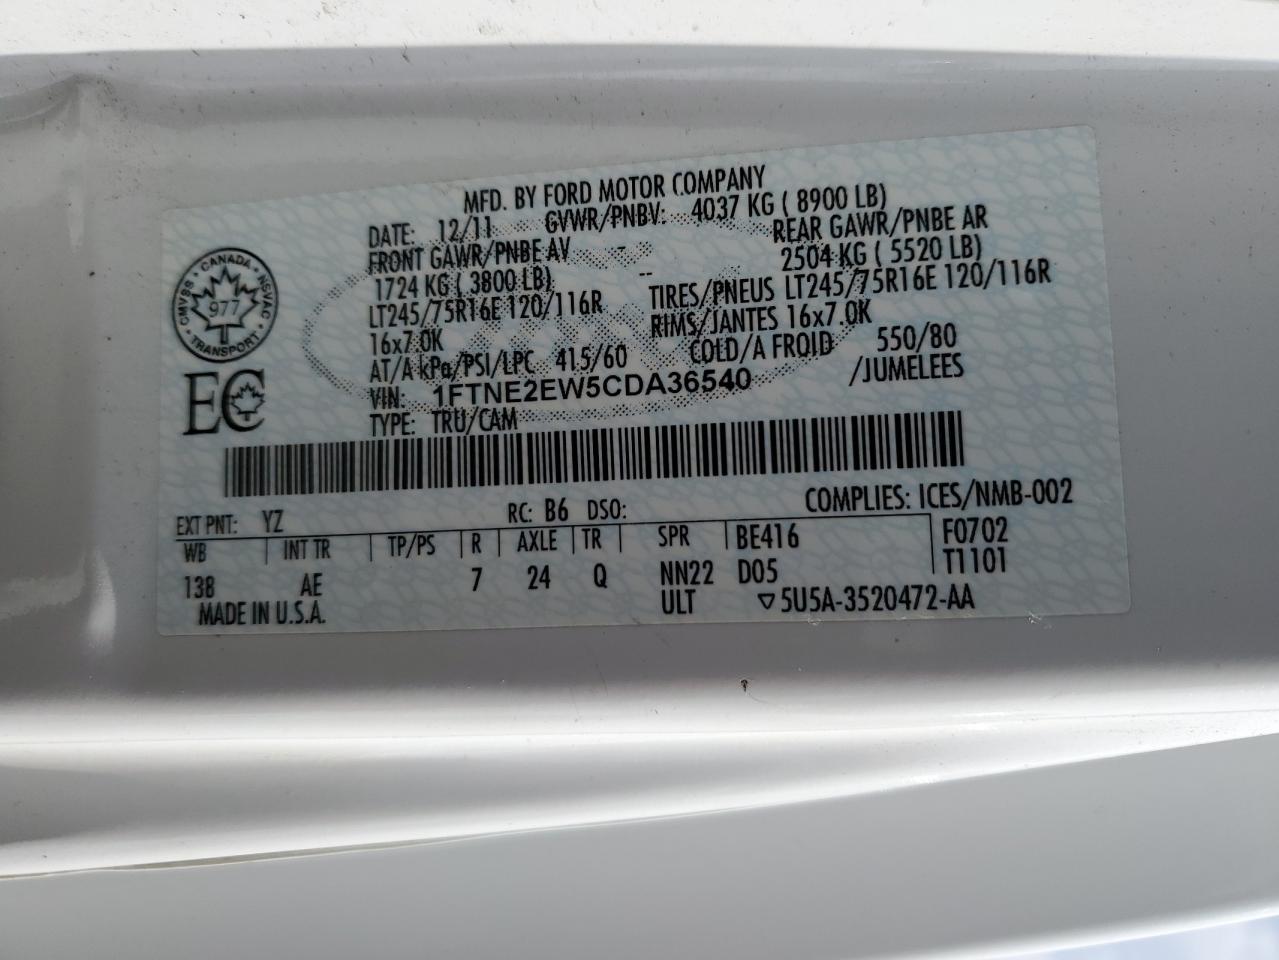 MFD. BY FORD MOTOR COMPANY
DATE: 12/11 GVWR/PNBV: 4037 KG ( 8900 LB)
FRONT GAWR/PNBE AV -- REAR GAWR/PNBE AR
1724 KG ( 3800 LB) -- 2504 KG ( 5520 LB)
LT245/75R16E 120/116R TIRES/PNEUS LT245/75R16E 120/116R
16x7.0K RIMS/JANTES 16x7.0K
AT/A kPa/PSI/LPC 415/60 COLD/A FROID 550/80
VIN: 1FTNE2EW5CDA36540 /JUMELEES
TYPE: TRU/CAM
CANADA
CMVSS NSVAC
977
TRANSPORT
EC
COMPLIES: ICES/NMB-002
EXT PNT: YZ RC: B6 DSO:
WB INT TR TP/PS R AXLE TR SPR BE416 F0702
138 AE 7 24 Q NN22 D05 T1101
MADE IN U.S.A. ULT ▽5U5A-3520472-AA